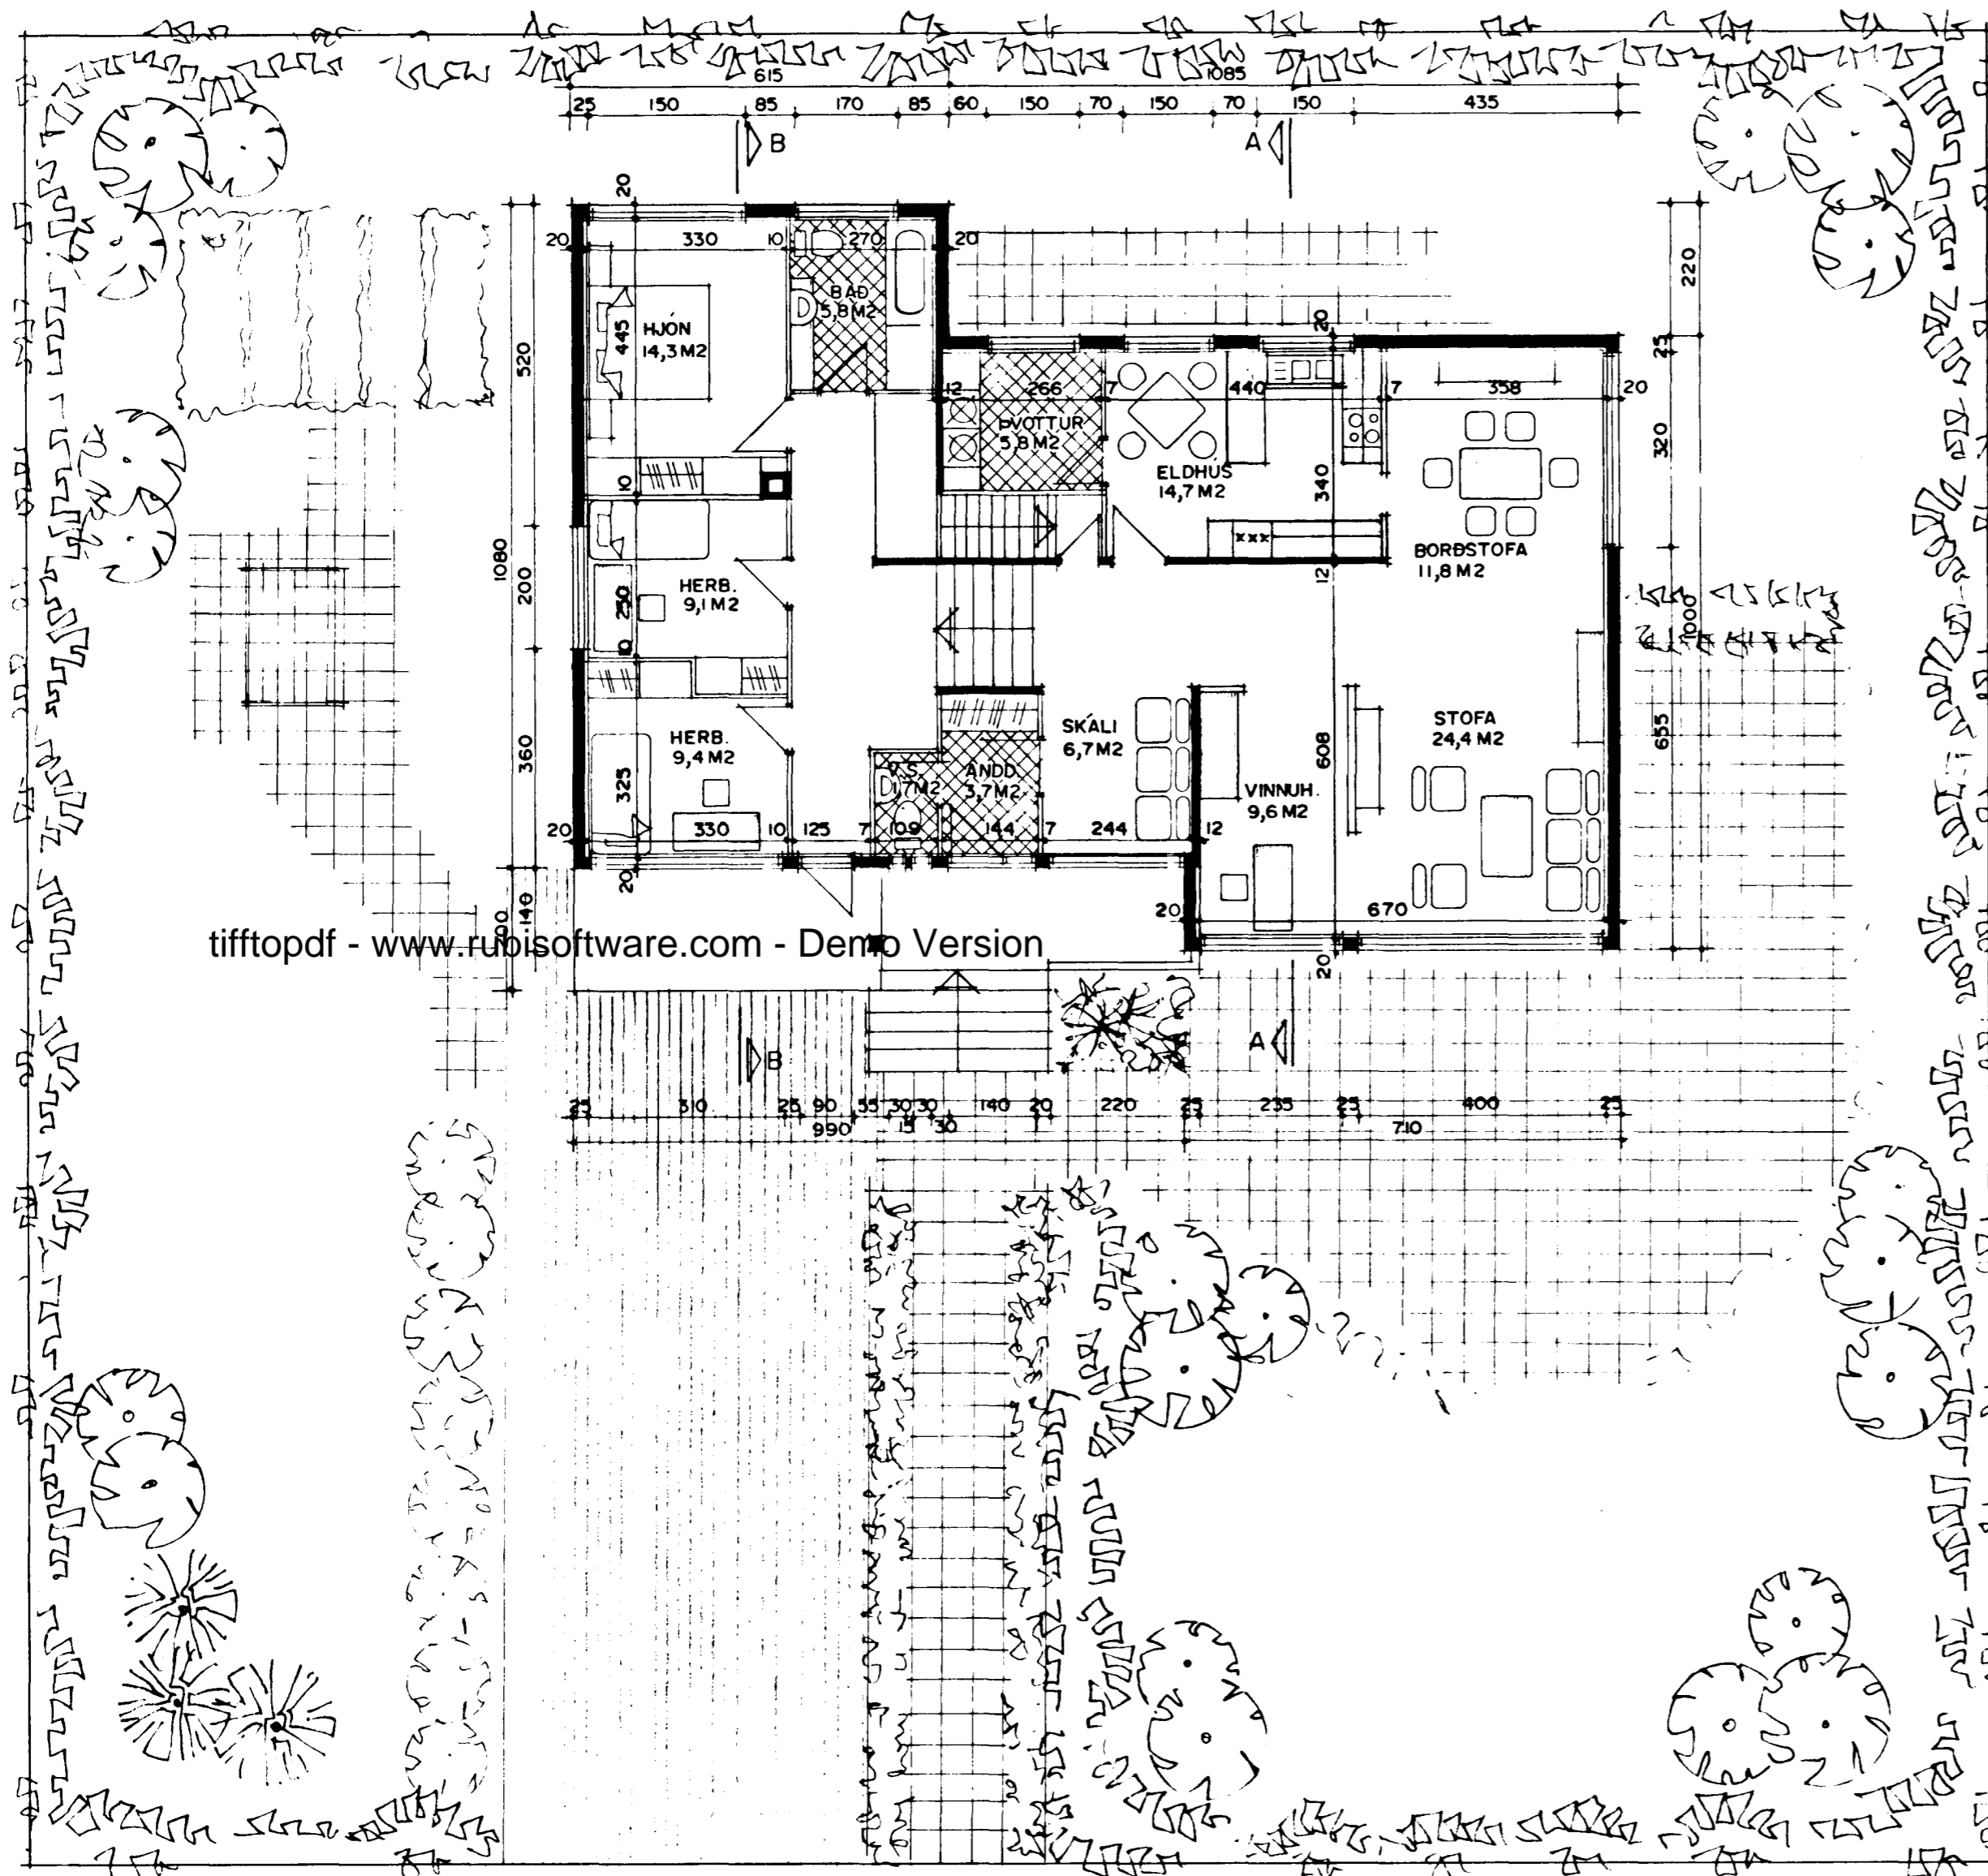 615
1085
25 150 85 170 85 60 150 70 150 70 150 435
B
A
20
20 330 10 270 20
220
BAÐ
5,8 M2
HJÓN
14,3 M2
445
520
20
25
12 266 7 440 7 358 20
ÞVOTTUR
5,8 M2
ELDHÚS
14,7 M2
320
340
10
xxx
BORÐSTOFA
11,8 M2
1080
200
HERB.
9,1 M2
250
12
1000
10
SKÁLI
6,7 M2
STOFA
24,4 M2
HERB.
9,4 M2
360
608
655
325
ANDD.
3,7 M2
1,7 M2
VINNUH.
9,6 M2
20 330 10 125 7 109 144 7 244 12
20
140
200
20 670
tifftopdf - www.rubisoftware.com - Demo Version
20
B
A
25 310 25 90 55 30 30 140 20 220 25 235 25 400 25
15 30
990
710